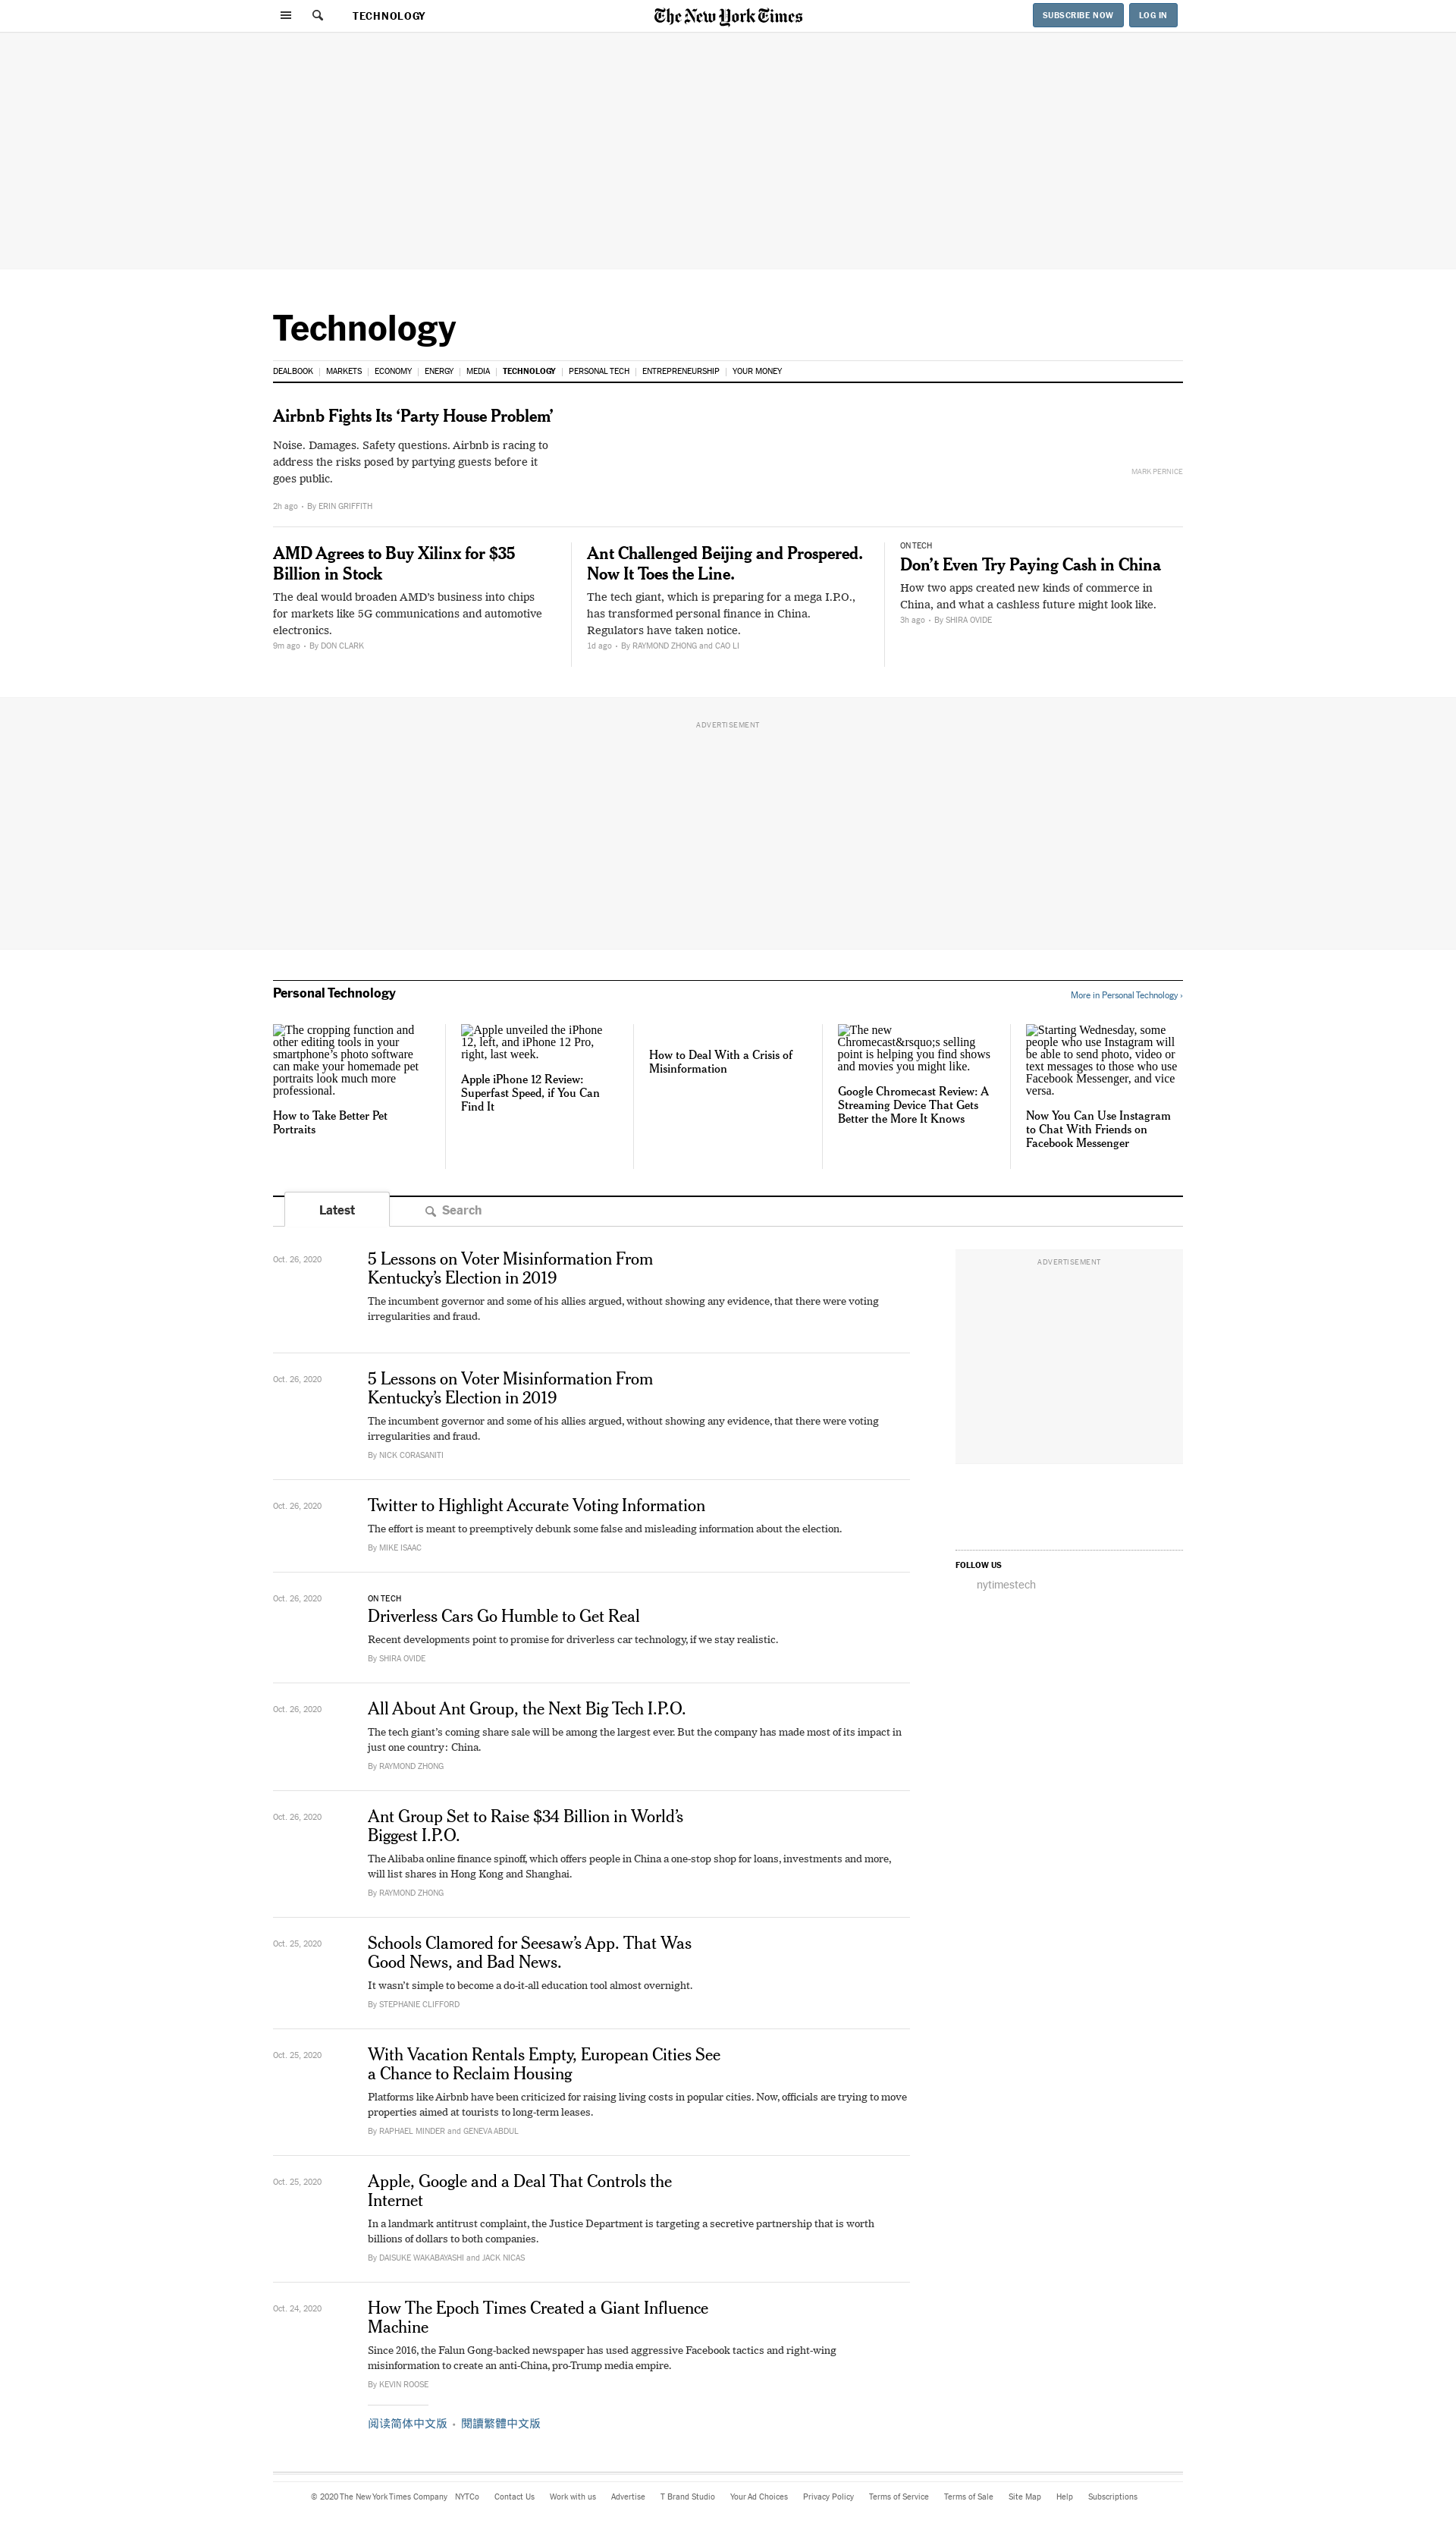 TECHNOLOGY
The New York Times
SUBSCRIBE NOW
LOG IN
Technology
DEALBOOK | MARKETS | ECONOMY | ENERGY | MEDIA | TECHNOLOGY | PERSONAL TECH | ENTREPRENEURSHIP | YOUR MONEY
Airbnb Fights Its ‘Party House Problem’
Noise. Damages. Safety questions. Airbnb is racing to
address the risks posed by partying guests before it
goes public.
MARK PERNICE
2h ago • By ERIN GRIFFITH
AMD Agrees to Buy Xilinx for $35
Billion in Stock
The deal would broaden AMD’s business into chips
for markets like 5G communications and automotive
electronics.
9m ago • By DON CLARK
Ant Challenged Beijing and Prospered.
Now It Toes the Line.
The tech giant, which is preparing for a mega I.P.O.,
has transformed personal finance in China.
Regulators have taken notice.
1d ago • By RAYMOND ZHONG and CAO LI
ON TECH
Don’t Even Try Paying Cash in China
How two apps created new kinds of commerce in
China, and what a cashless future might look like.
3h ago • By SHIRA OVIDE
ADVERTISEMENT
Personal Technology
More in Personal Technology ›
The cropping function and
other editing tools in your
smartphone’s photo software
can make your homemade pet
portraits look much more
professional.
How to Take Better Pet
Portraits
Apple unveiled the iPhone
12, left, and iPhone 12 Pro,
right, last week.
Apple iPhone 12 Review:
Superfast Speed, if You Can
Find It
How to Deal With a Crisis of
Misinformation
The new
Chromecast&rsquo;s selling
point is helping you find shows
and movies you might like.
Google Chromecast Review: A
Streaming Device That Gets
Better the More It Knows
Starting Wednesday, some
people who use Instagram will
be able to send photo, video or
text messages to those who use
Facebook Messenger, and vice
versa.
Now You Can Use Instagram
to Chat With Friends on
Facebook Messenger
Latest
Search
Oct. 26, 2020
5 Lessons on Voter Misinformation From
Kentucky’s Election in 2019
The incumbent governor and some of his allies argued, without showing any evidence, that there were voting
irregularities and fraud.
ADVERTISEMENT
Oct. 26, 2020
5 Lessons on Voter Misinformation From
Kentucky’s Election in 2019
The incumbent governor and some of his allies argued, without showing any evidence, that there were voting
irregularities and fraud.
By NICK CORASANITI
Oct. 26, 2020
Twitter to Highlight Accurate Voting Information
The effort is meant to preemptively debunk some false and misleading information about the election.
By MIKE ISAAC
FOLLOW US
nytimestech
Oct. 26, 2020
ON TECH
Driverless Cars Go Humble to Get Real
Recent developments point to promise for driverless car technology, if we stay realistic.
By SHIRA OVIDE
Oct. 26, 2020
All About Ant Group, the Next Big Tech I.P.O.
The tech giant’s coming share sale will be among the largest ever. But the company has made most of its impact in
just one country: China.
By RAYMOND ZHONG
Oct. 26, 2020
Ant Group Set to Raise $34 Billion in World’s
Biggest I.P.O.
The Alibaba online finance spinoff, which offers people in China a one-stop shop for loans, investments and more,
will list shares in Hong Kong and Shanghai.
By RAYMOND ZHONG
Oct. 25, 2020
Schools Clamored for Seesaw’s App. That Was
Good News, and Bad News.
It wasn’t simple to become a do-it-all education tool almost overnight.
By STEPHANIE CLIFFORD
Oct. 25, 2020
With Vacation Rentals Empty, European Cities See
a Chance to Reclaim Housing
Platforms like Airbnb have been criticized for raising living costs in popular cities. Now, officials are trying to move
properties aimed at tourists to long-term leases.
By RAPHAEL MINDER and GENEVA ABDUL
Oct. 25, 2020
Apple, Google and a Deal That Controls the
Internet
In a landmark antitrust complaint, the Justice Department is targeting a secretive partnership that is worth
billions of dollars to both companies.
By DAISUKE WAKABAYASHI and JACK NICAS
Oct. 24, 2020
How The Epoch Times Created a Giant Influence
Machine
Since 2016, the Falun Gong-backed newspaper has used aggressive Facebook tactics and right-wing
misinformation to create an anti-China, pro-Trump media empire.
By KEVIN ROOSE
阅读简体中文版 • 閱讀繁體中文版
© 2020 The New York Times Company NYTCo Contact Us Work with us Advertise T Brand Studio Your Ad Choices Privacy Policy Terms of Service Terms of Sale Site Map Help Subscriptions